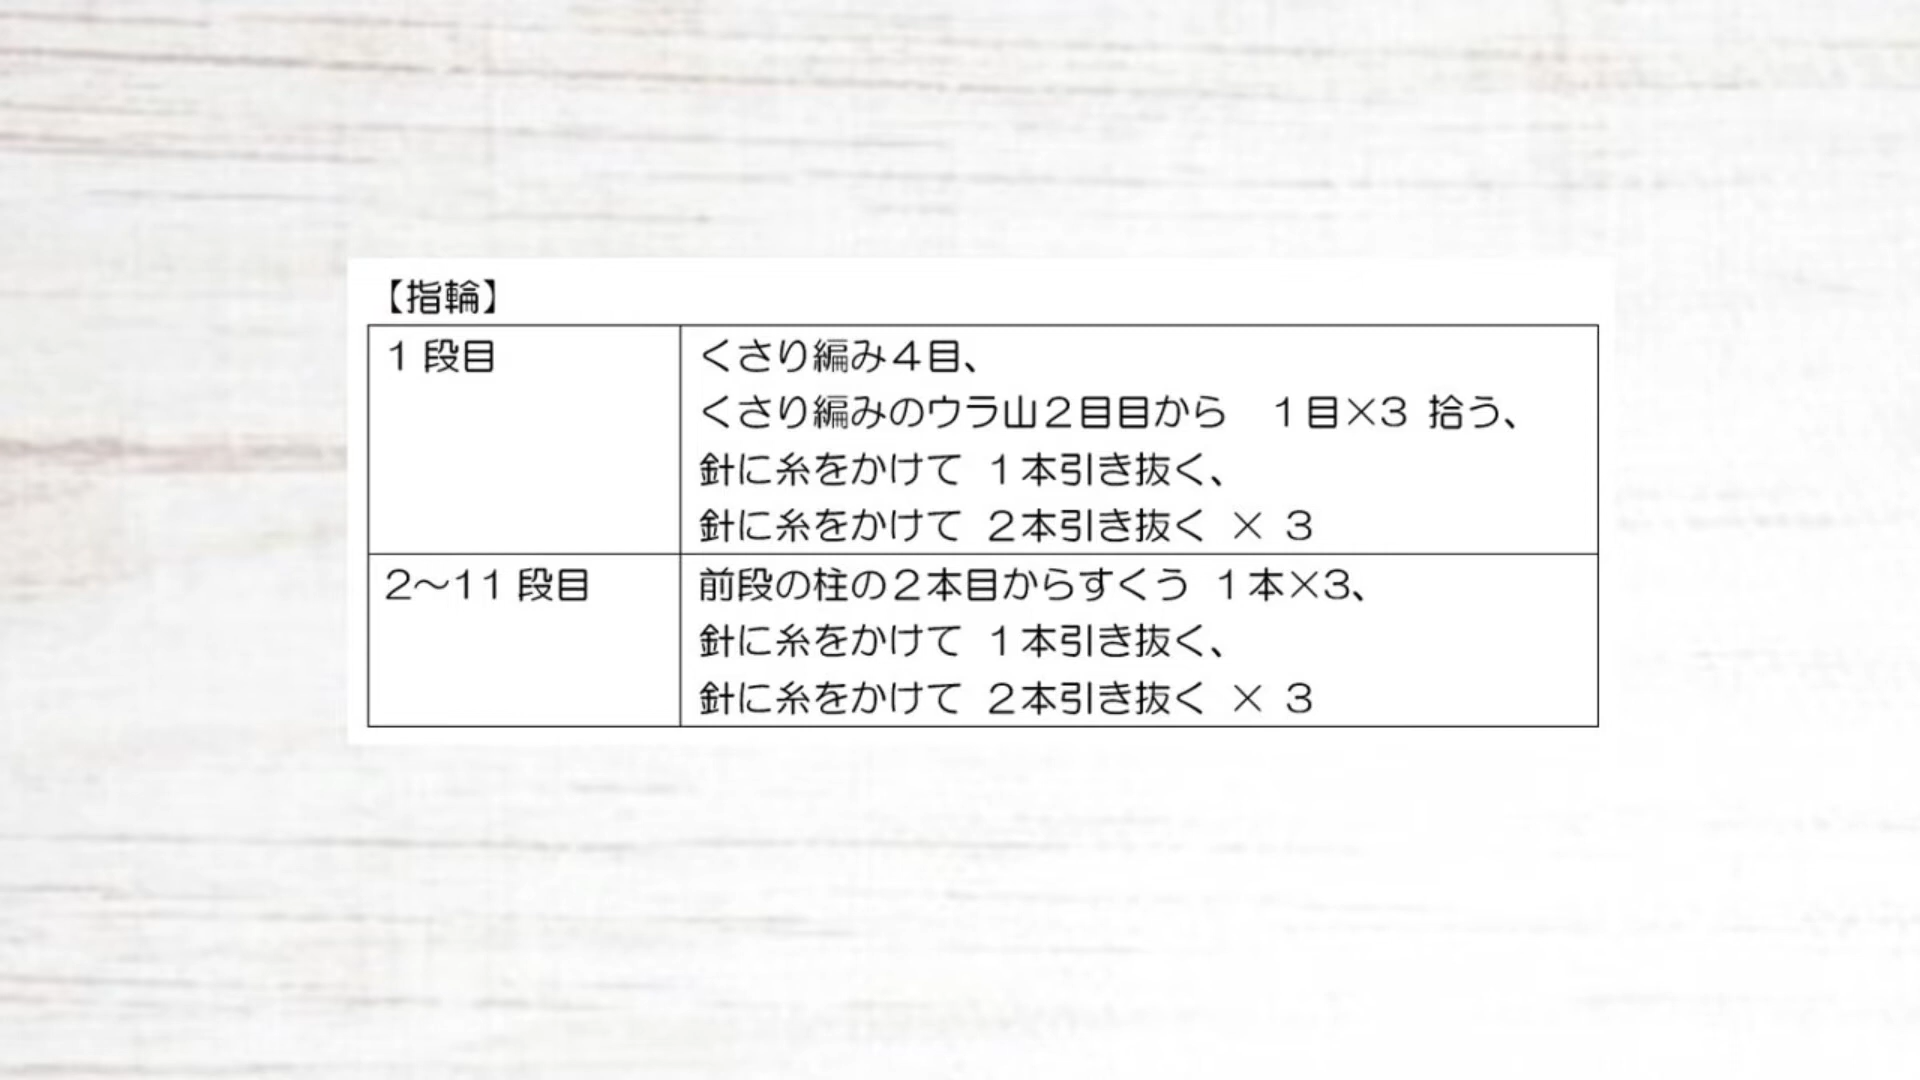 【指輪】
1段目
くさり編み4目、
くさり編みのウラ山2目目から　1目×3 拾う、
針に糸をかけて 1本引き抜く、
針に糸をかけて 2本引き抜く × 3
2～11段目
前段の柱の2本目からすくう 1本×3、
針に糸をかけて 1本引き抜く、
針に糸をかけて 2本引き抜く × 3